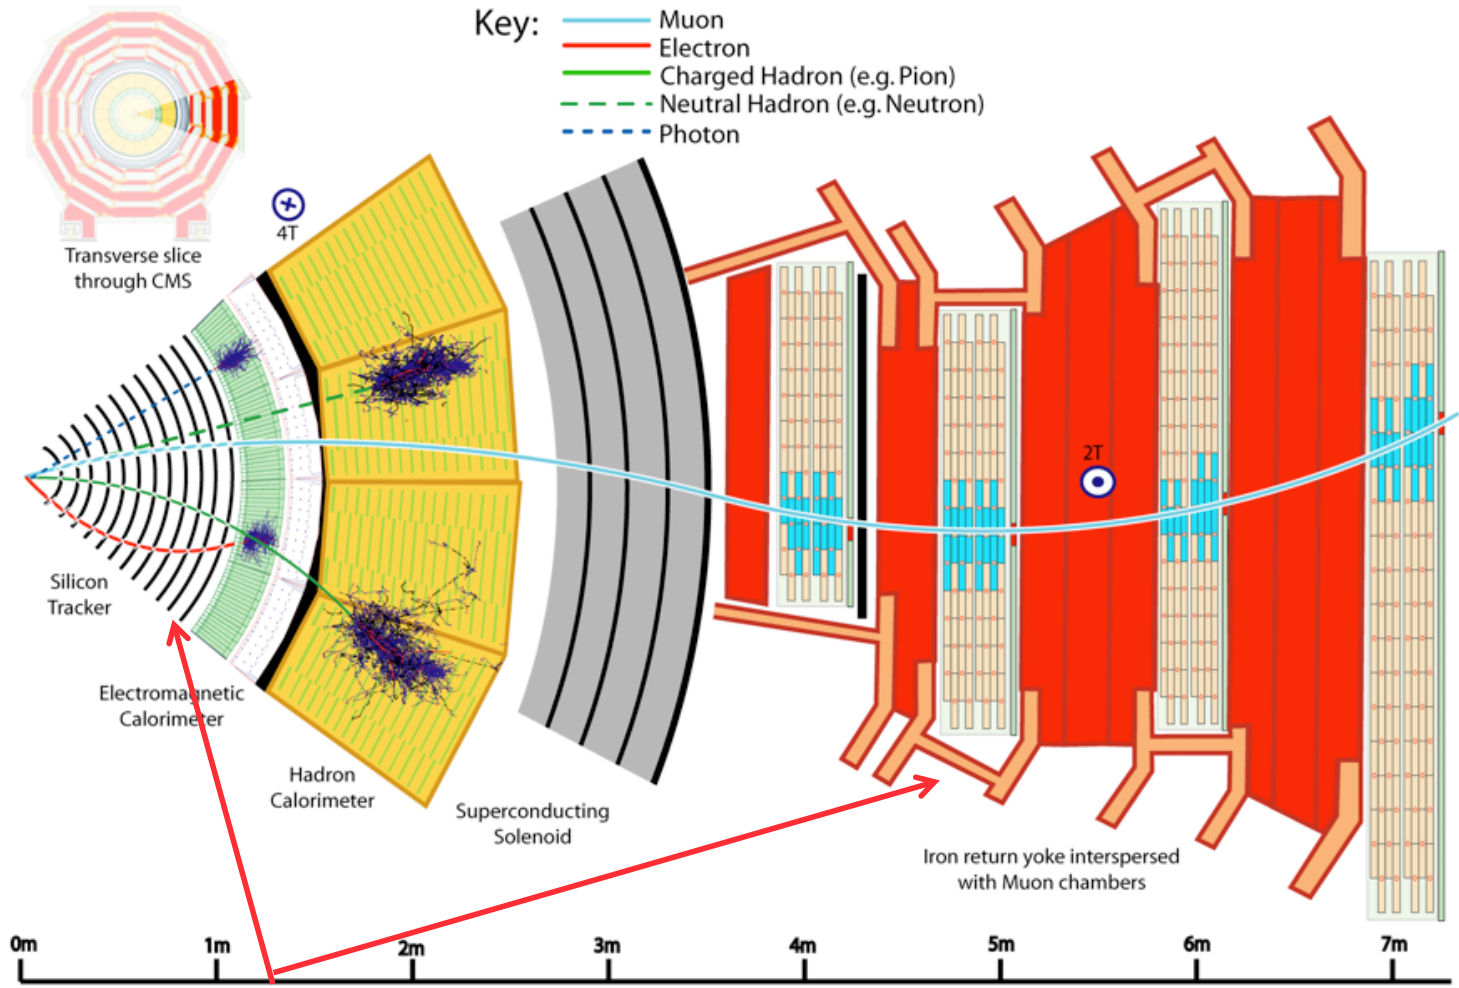 Key:
Muon
Electron
Charged Hadron (e.g. Pion)
Neutral Hadron (e.g. Neutron)
Photon
Transverse slice
through CMS
4T
2T
Silicon
Tracker
Electromagnetic
Calorimeter
Hadron
Calorimeter
Superconducting
Solenoid
Iron return yoke interspersed
with Muon chambers
0m 1m 2m 3m 4m 5m 6m 7m